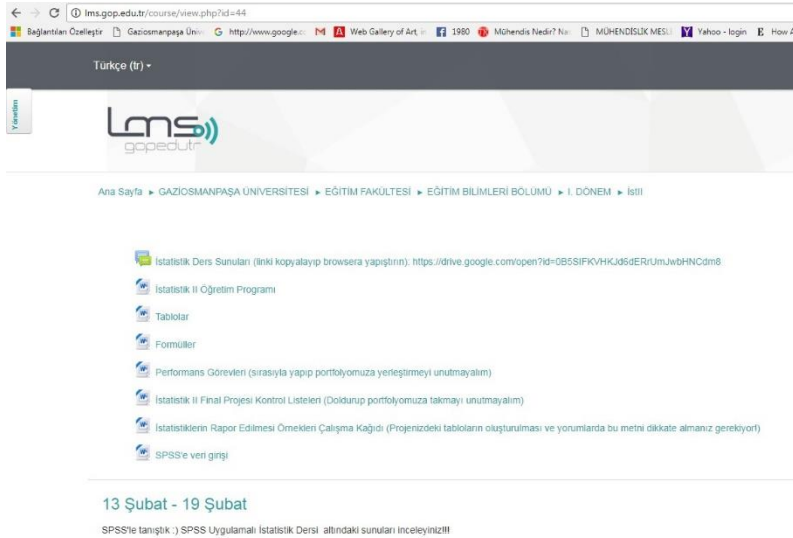 lms.gop.edu.tr/course/view.php?id=44
Bağlantıları Özelleştir Gaziosmanpaşa Üniv http://www.google.cc Web Gallery of Art, in 1980 Mühendis Nedir? Na MÜHENDİSLİK MESL Yahoo - login E How A
Türkçe (tr)
Yönetim
Lms
gopedutr
Ana Sayfa ► GAZİOSMANPAŞA ÜNİVERSİTESİ ► EĞİTİM FAKÜLTESİ ► EĞİTİM BİLİMLERİ BÖLÜMÜ ► I. DÖNEM ► İstII
İstatistik Ders Sunuları (linki kopyalayıp browsera yapıştırın): https://drive.google.com/open?id=0B5SIFKVHKJd6dERrUmJwbHNCdm8
İstatistik II Öğretim Programı
Tablolar
Formüller
Performans Görevleri (sırasıyla yapıp portfolyomuza yerleştirmeyi unutmayalım)
İstatistik II Final Projesi Kontrol Listeleri (Doldurup portfolyomuza takmayı unutmayalım)
İstatistiklerin Rapor Edilmesi Örnekleri Çalışma Kağıdı (Projenizdeki tabloların oluşturulması ve yorumlarda bu metni dikkate almanız gerekiyor!)
SPSS'e veri girişi
13 Şubat - 19 Şubat
SPSS'le tanıştık :) SPSS Uygulamalı İstatistik Dersi altındaki sunuları inceleyiniz!!!